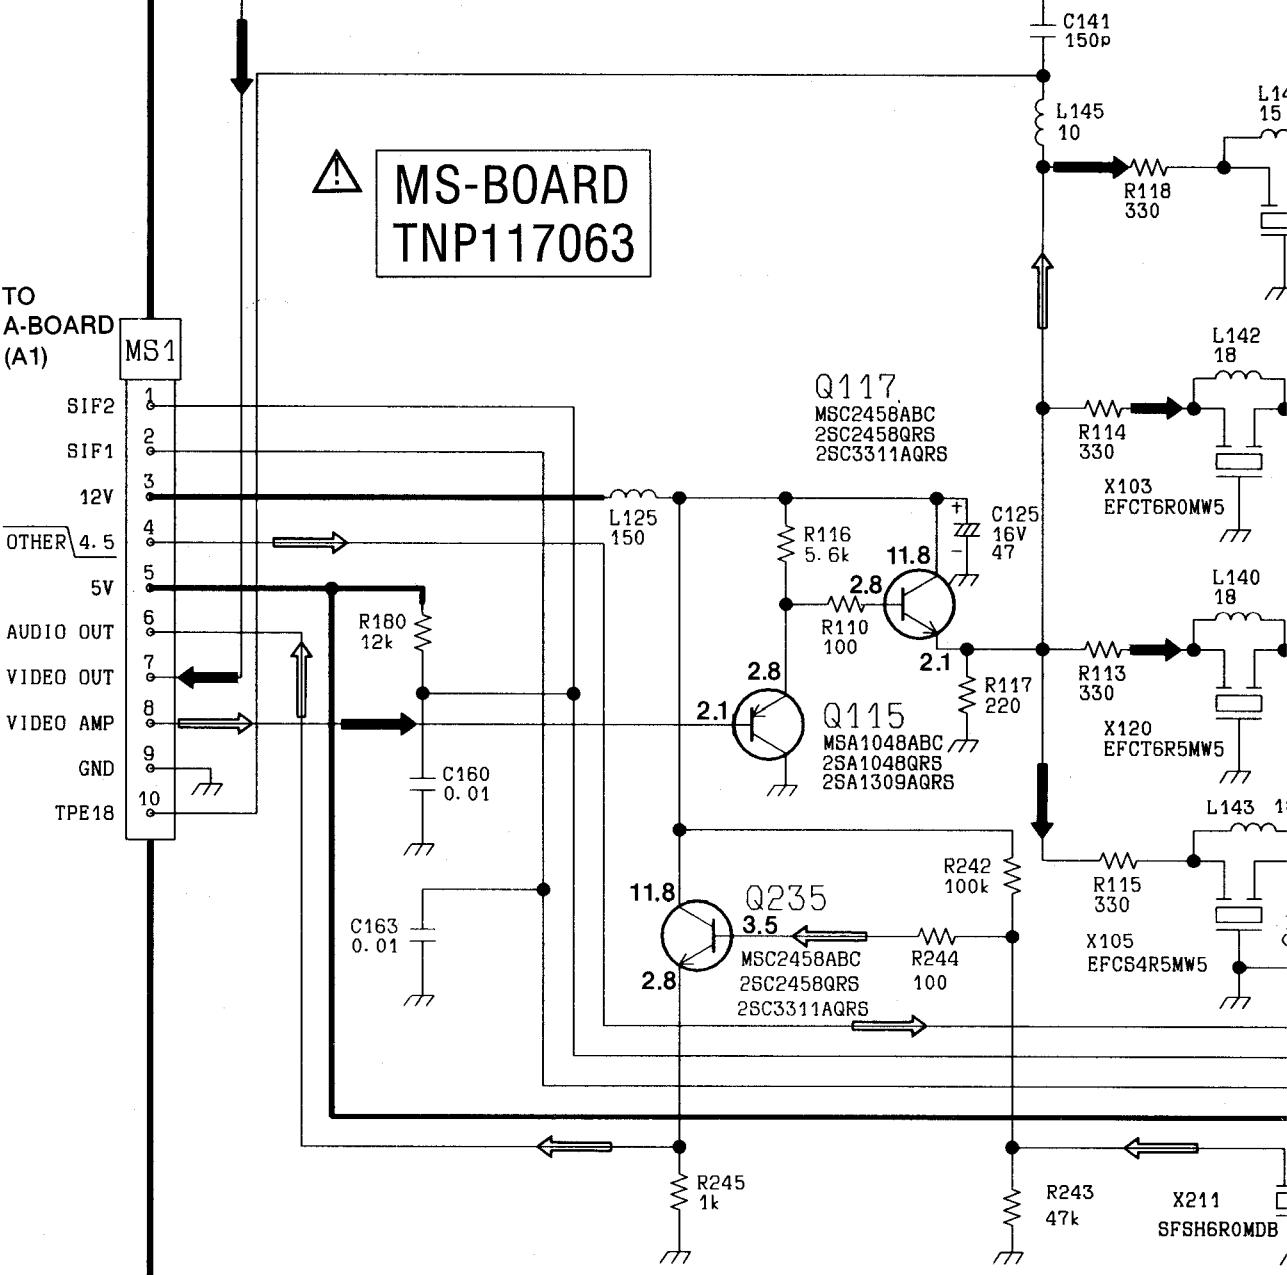 C141
150p
L145
10
L14
15
R118
330
MS-BOARD
TNP117063
TO
A-BOARD
(A1)
MS1
SIF2 1
SIF1 2
12V 3
OTHER 4.5 4
5V 5
AUDIO OUT 6
VIDEO OUT 7
VIDEO AMP 8
GND 9
TPE18 10
L142
18
Q117
MSC2458ABC
2SC2458QRS
2SC3311AQRS
R114
330
X103
EFCT6R0MW5
L125
150
R116
5.6k
+
C125
16V
47
-
11.8
2.8
R110
100
2.1
R180
12k
L140
18
R117
220
R113
330
X120
EFCT6R5MW5
2.8
2.1
Q115
MSA1048ABC
2SA1048QRS
2SA1309AQRS
C160
0.01
L143
R242
100k
R115
330
X105
EFCS4R5MW5
11.8
Q235
3.5
MSC2458ABC
2SC2458QRS
2SC3311AQRS
2.8
R244
100
C163
0.01
R245
1k
R243
47k
X211
SFSH6R0MDB